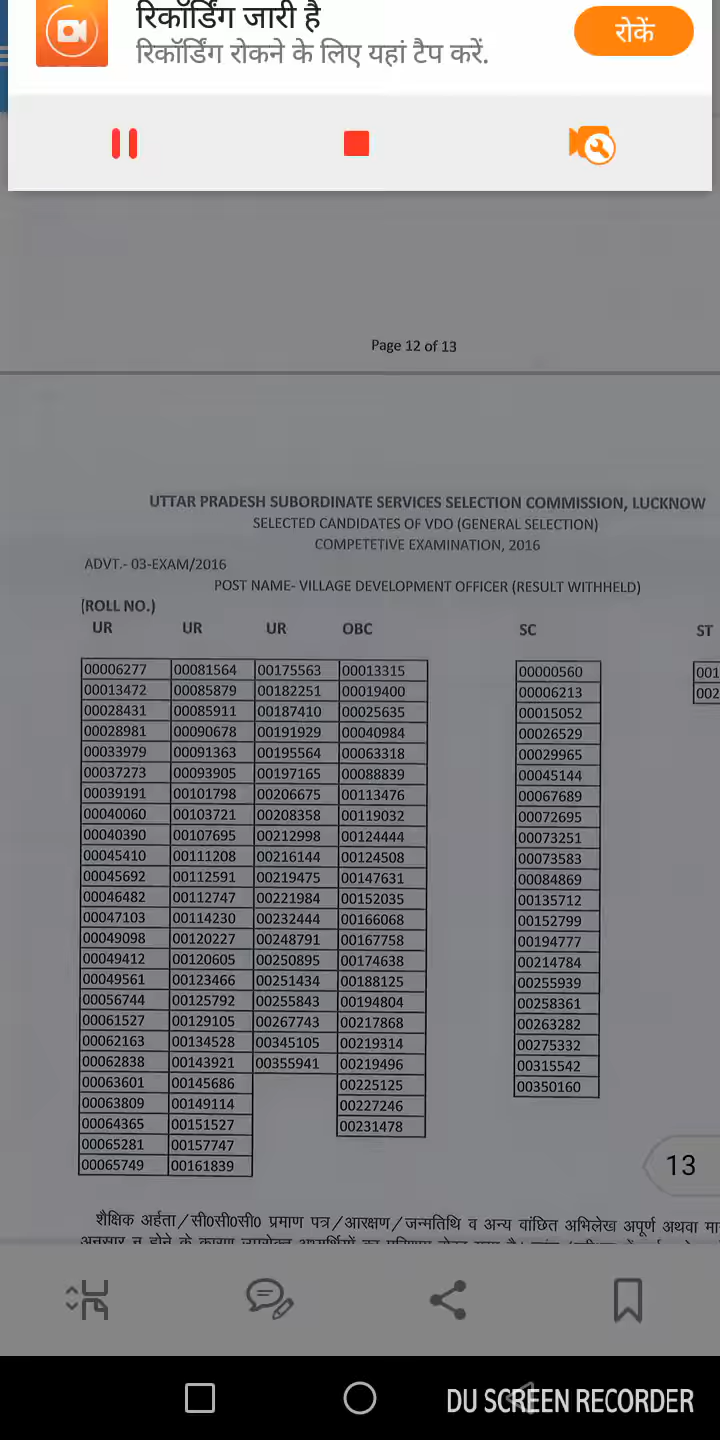 रिकॉर्डिंग जारी है
रिकॉर्डिंग रोकने के लिए यहां टैप करें.
रोकें
Page 12 of 13
UTTAR PRADESH SUBORDINATE SERVICES SELECTION COMMISSION, LUCKNOW
SELECTED CANDIDATES OF VDO (GENERAL SELECTION)
COMPETETIVE EXAMINATION, 2016
ADVT.- 03-EXAM/2016
POST NAME- VILLAGE DEVELOPMENT OFFICER (RESULT WITHHELD)
(ROLL NO.)
UR UR UR OBC SC ST
00006277 00081564 00175563 00013315 00000560 001
00013472 00085879 00182251 00019400 00006213 002
00028431 00085911 00187410 00025635 00015052
00028981 00090678 00191929 00040984 00026529
00033979 00091363 00195564 00063318 00029965
00037273 00093905 00197165 00088839 00045144
00039191 00101798 00206675 00113476 00067689
00040060 00103721 00208358 00119032 00072695
00040390 00107695 00212998 00124444 00073251
00045410 00111208 00216144 00124508 00073583
00045692 00112591 00219475 00147631 00084869
00046482 00112747 00221984 00152035 00135712
00047103 00114230 00232444 00166068 00152799
00049098 00120227 00248791 00167758 00194777
00049412 00120605 00250895 00174638 00214784
00049561 00123466 00251434 00188125 00255939
00056744 00125792 00255843 00194804 00258361
00061527 00129105 00267743 00217868 00263282
00062163 00134528 00345105 00219314 00275332
00062838 00143921 00355941 00219496 00315542
00063601 00145686 00225125 00350160
00063809 00149114 00227246
00064365 00151527 00231478
00065281 00157747
00065749 00161839
13
शैक्षिक अर्हता/सी0सी0सी0 प्रमाण पत्र/आरक्षण/जन्मतिथि व अन्य वांछित अभिलेख अपूर्ण अथवा मा
अनुसार न होने के कारण
DU SCREEN RECORDER